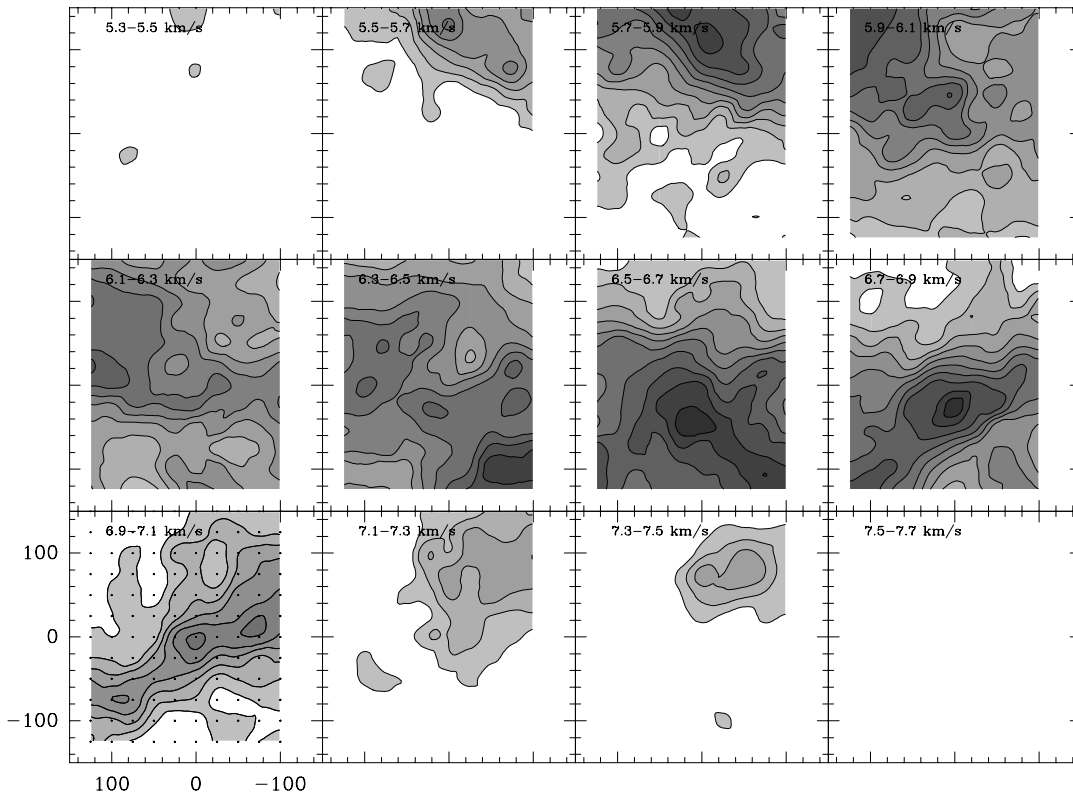 5.3−5.5 km/s
5.5−5.7 km/s
5.7−5.9 km/s
5.9−6.1 km/s
6.1−6.3 km/s
6.3−6.5 km/s
6.5−6.7 km/s
6.7−6.9 km/s
6.9−7.1 km/s
7.1−7.3 km/s
7.3−7.5 km/s
7.5−7.7 km/s
100
0
−100
100 0 −100